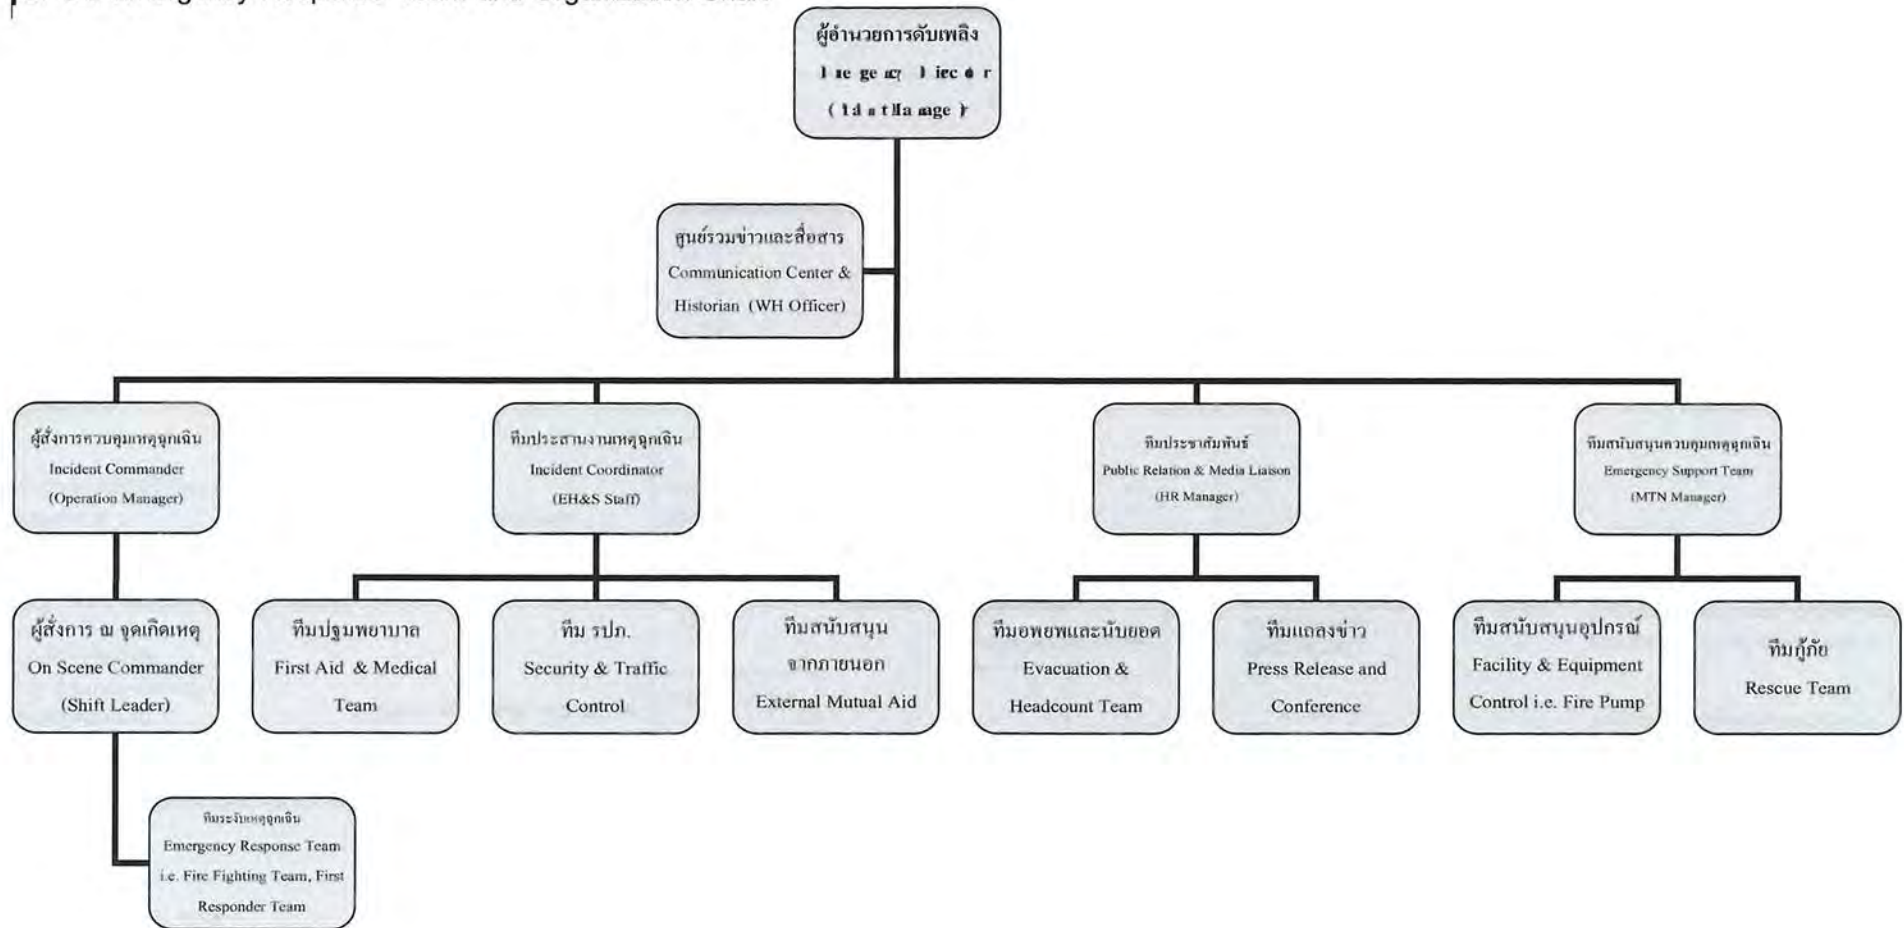 ผู้อำนวยการดับเพลิง
ศูนย์รวมข่าวและสื่อสาร
Communication Center &
Historian (WH Officer)
ผู้สั่งการควบคุมเหตุฉุกเฉิน
Incident Commander
(Operation Manager)
ทีมประสานงานเหตุฉุกเฉิน
Incident Coordinator
(EH&S Staff)
ทีมประชาสัมพันธ์
Public Relation & Media Liaison
(HR Manager)
ทีมสนับสนุนควบคุมเหตุฉุกเฉิน
Emergency Support Team
(MTN Manager)
ผู้สั่งการ ณ จุดเกิดเหตุ
On Scene Commander
(Shift Leader)
ทีมปฐมพยาบาล
First Aid & Medical
Team
ทีม รปภ.
Security & Traffic
Control
ทีมสนับสนุน
จากภายนอก
External Mutual Aid
ทีมอพยพและนับยอด
Evacuation &
Headcount Team
ทีมแถลงข่าว
Press Release and
Conference
ทีมสนับสนุนอุปกรณ์
Facility & Equipment
Control i.e. Fire Pump
ทีมกู้ภัย
Rescue Team
ทีมระงับเหตุฉุกเฉิน
Emergency Response Team
i.e. Fire Fighting Team, First
Responder Team